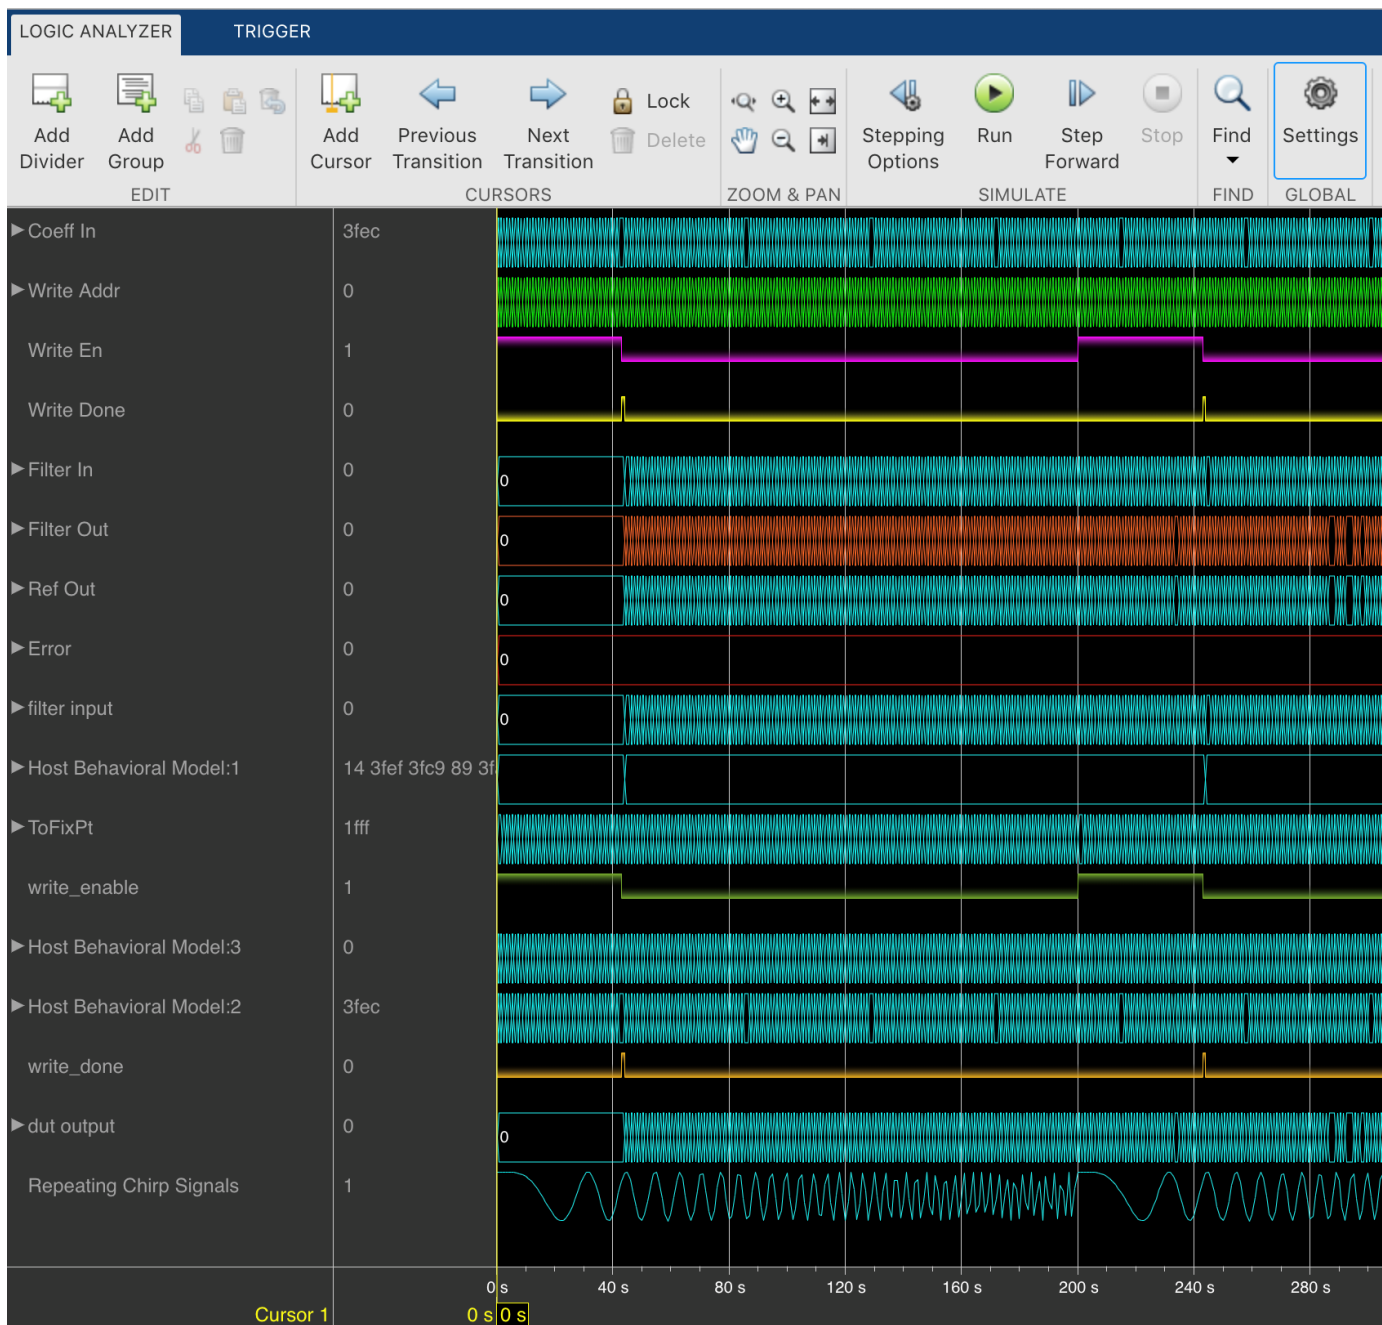 LOGIC ANALYZER
TRIGGER
Add Divider
Add Group
EDIT
Add Cursor
Previous Transition
Next Transition
Lock
Delete
CURSORS
ZOOM & PAN
Stepping Options
Run
Step Forward
Stop
SIMULATE
Find
FIND
Settings
GLOBAL
Coeff In 3fec
Write Addr 0
Write En 1
Write Done 0
Filter In 0 0
Filter Out 0 0
Ref Out 0 0
Error 0 0
filter input 0 0
Host Behavioral Model:1 14 3fef 3fc9 89 3f
ToFixPt 1fff
write_enable 1
Host Behavioral Model:3 0
Host Behavioral Model:2 3fec
write_done 0
dut output 0 0
Repeating Chirp Signals 1
0 s 40 s 80 s 120 s 160 s 200 s 240 s 280 s
Cursor 1 0 s 0 s